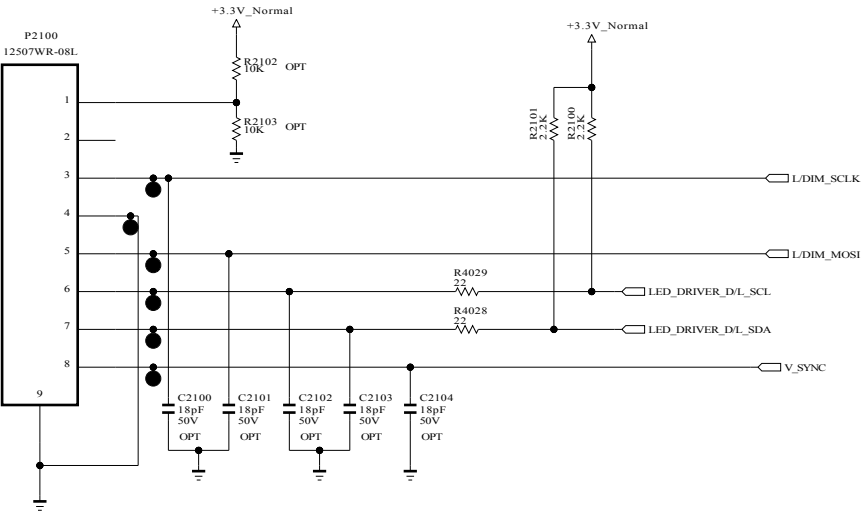 +3.3V_Normal
P2100
12507WR-08L
+3.3V_Normal
R2102
10K
OPT
1
R2103
10K
OPT
R2101
2.2K
R2100
2.2K
2
3
L/DIM_SCLK
4
5
L/DIM_MOSI
R4029
22
6
LED_DRIVER_D/L_SCL
R4028
22
7
LED_DRIVER_D/L_SDA
8
V_SYNC
9
C2100
18pF
50V
OPT
C2101
18pF
50V
OPT
C2102
18pF
50V
OPT
C2103
18pF
50V
OPT
C2104
18pF
50V
OPT